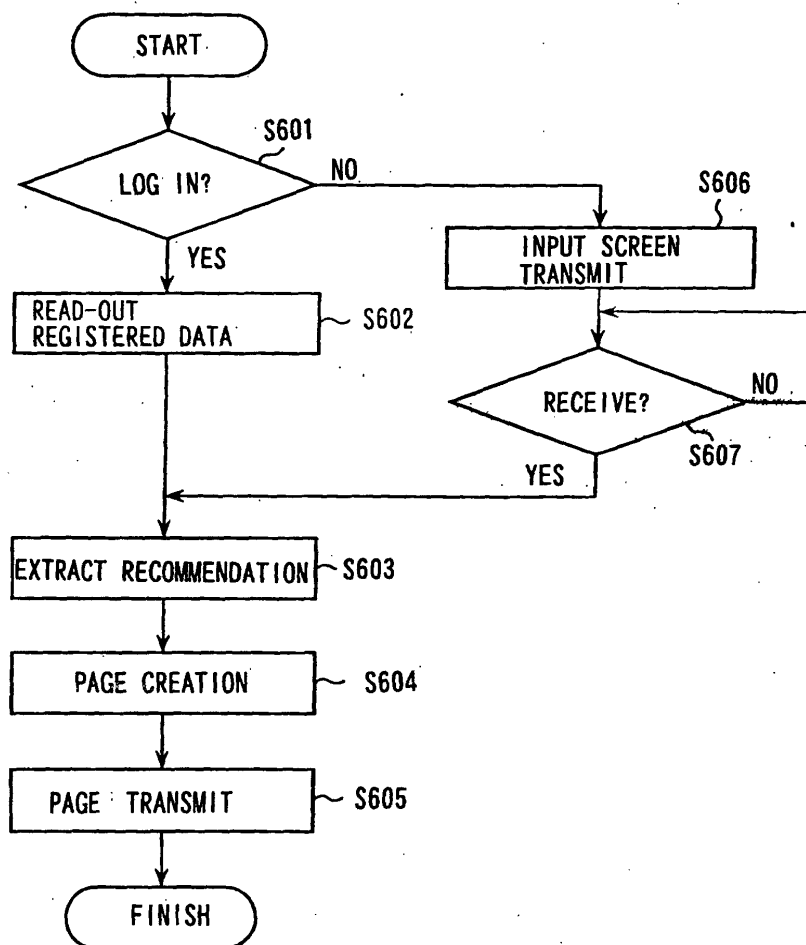 START
S601
LOG IN?
NO
YES
S606
INPUT SCREEN
TRANSMIT
READ-OUT
REGISTERED DATA
S602
RECEIVE?
NO
S607
YES
EXTRACT RECOMMENDATION
S603
PAGE CREATION
S604
PAGE TRANSMIT
S605
FINISH